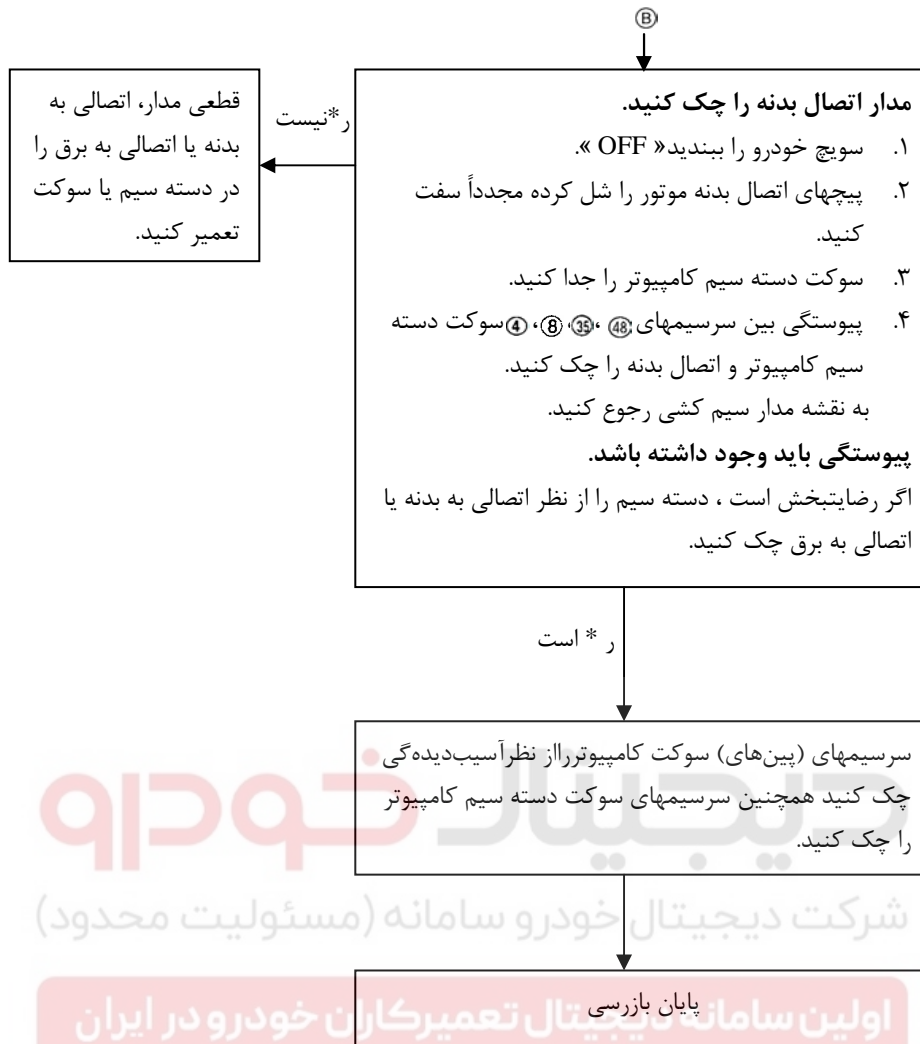 B
مدار اتصال بدنه را چک کنید.
۱. سویچ خودرو را ببندید« OFF ».
۲. پیچهای اتصال بدنه موتور را شل کرده مجدداً سفت
کنید.
۳. سوکت دسته سیم کامپیوتر را جدا کنید.
۴. پیوستگی بین سرسیمهای 48 ،35، 8، 4 سوکت دسته
سیم کامپیوتر و اتصال بدنه را چک کنید.
به نقشه مدار سیم کشی رجوع کنید.
پیوستگی باید وجود داشته باشد.
اگر رضایتبخش است ، دسته سیم را از نظر اتصالی به بدنه یا
اتصالی به برق چک کنید.
ر*نیست
قطعی مدار، اتصالی به
بدنه یا اتصالی به برق را
در دسته سیم یا سوکت
تعمیر کنید.
ر * است
سرسیمهای (پین‌های) سوکت کامپیوتررااز نظرآسیب‌دیده‌گی
چک کنید همچنین سرسیمهای سوکت دسته سیم کامپیوتر
را چک کنید.
دیجیتال خودرو
شرکت دیجیتال خودرو سامانه (مسئولیت محدود)
پایان بازرسی
اولین سامانه دیجیتال تعمیرکاران خودرو در ایران